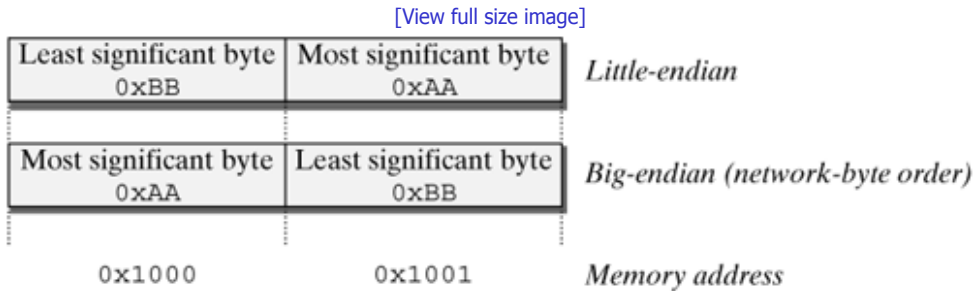 [View full size image]
Least significant byte Most significant byte Little-endian
0xBB 0xAA
Most significant byte Least significant byte Big-endian (network-byte order)
0xAA 0xBB
0x1000 0x1001 Memory address